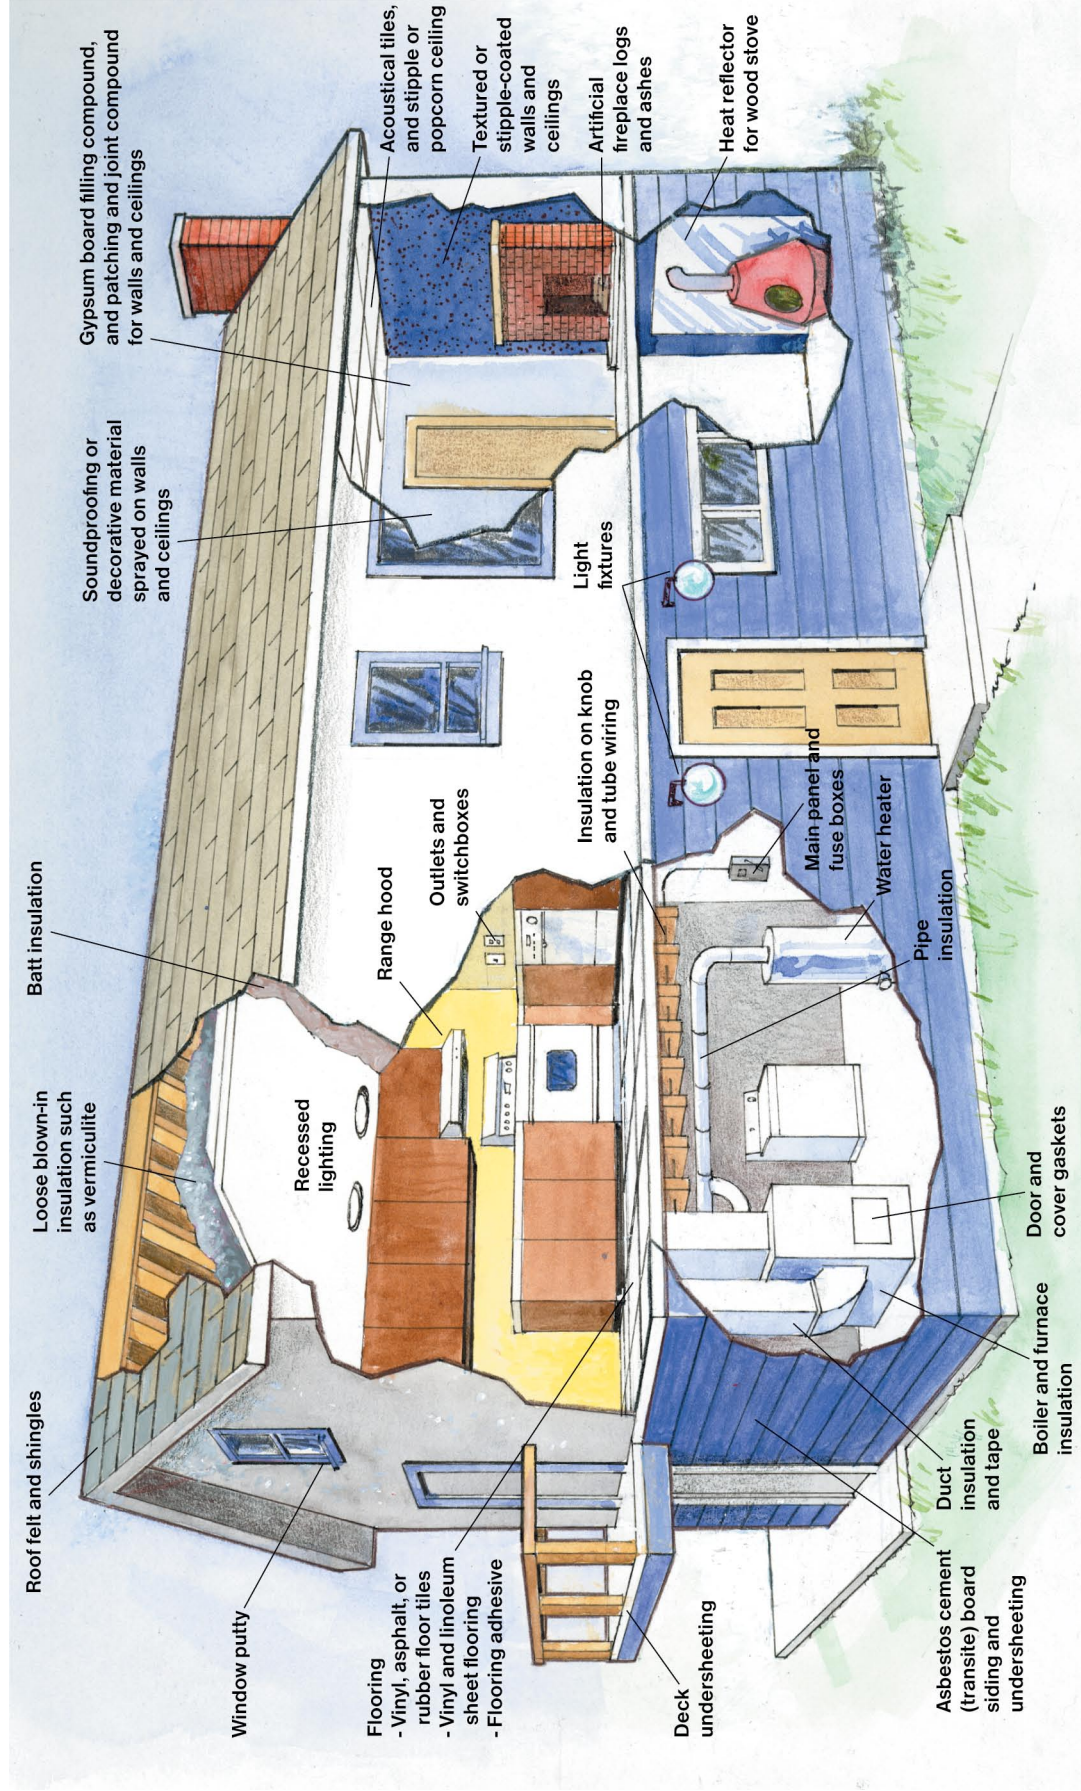 Roof felt and shingles
Loose blown-in
insulation such
as vermiculite
Batt insulation
Soundproofing or
decorative material
sprayed on walls
and ceilings
Gypsum board filling compound,
and patching and joint compound
for walls and ceilings
Acoustical tiles,
and stipple or
popcorn ceiling
Textured or
stipple-coated
walls and
ceilings
Artificial
fireplace logs
and ashes
Heat reflector
for wood stove
Window putty
Recessed
lighting
Range hood
Outlets and
switchboxes
Light
fixtures
Insulation on knob
and tube wiring
Flooring
- Vinyl, asphalt, or
rubber floor tiles
- Vinyl and linoleum
sheet flooring
- Flooring adhesive
Deck
undersheeting
Main panel and
fuse boxes
Water heater
Pipe
insulation
Asbestos cement
(transite) board
siding and
undersheeting
Duct
insulation
and tape
Boiler and furnace
insulation
Door and
cover gaskets